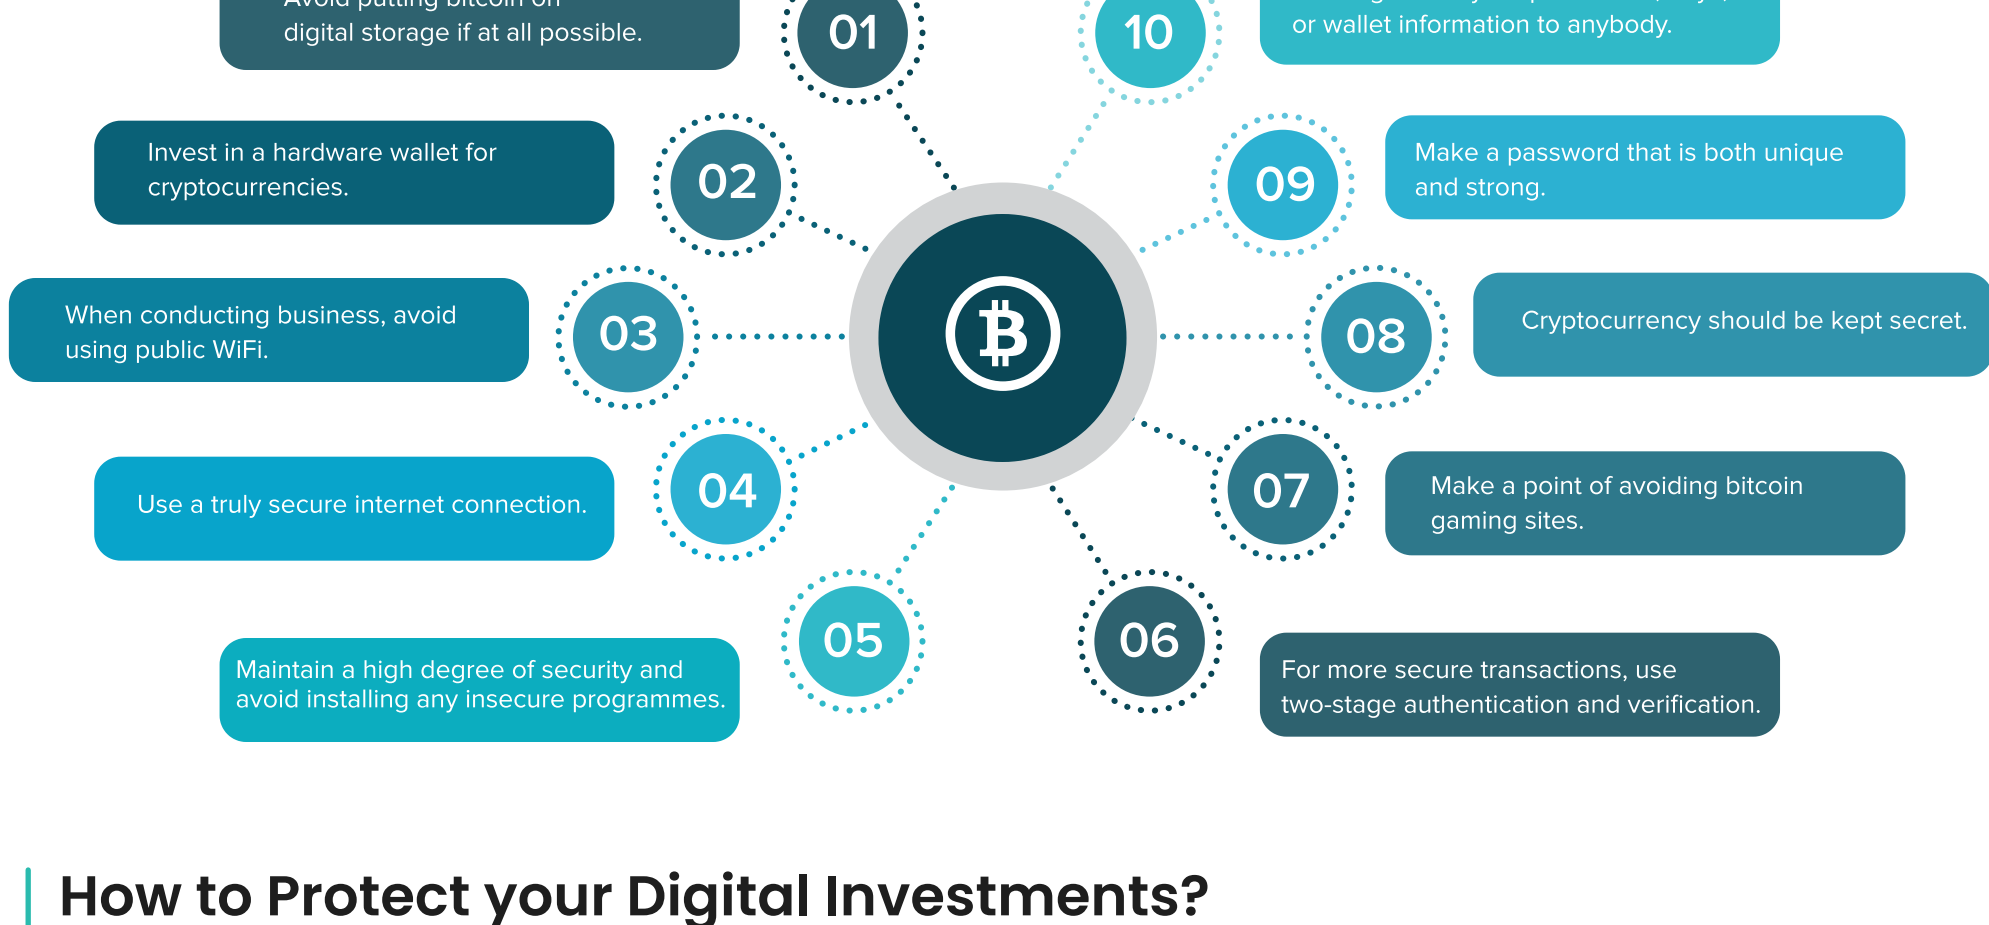 Avoid putting bitcoin on
digital storage if at all possible.
01
10
or wallet information to anybody.
Invest in a hardware wallet for
cryptocurrencies.
02
09
Make a password that is both unique
and strong.
When conducting business, avoid
using public WiFi.
03
08
Cryptocurrency should be kept secret.
Use a truly secure internet connection.
04
07
Make a point of avoiding bitcoin
gaming sites.
Maintain a high degree of security and
avoid installing any insecure programmes.
05
06
For more secure transactions, use
two-stage authentication and verification.
How to Protect your Digital Investments?